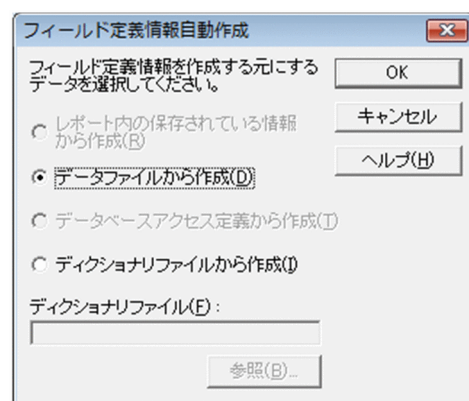 フィールド定義情報自動作成
フィールド定義情報を作成する元にする
データを選択してください。
OK
キャンセル
ヘルプ(H)
レポート内の保存されている情報
から作成(R)
データファイルから作成(D)
データベースアクセス定義から作成(T)
ディクショナリファイルから作成(I)
ディクショナリファイル(F)：
参照(B)...